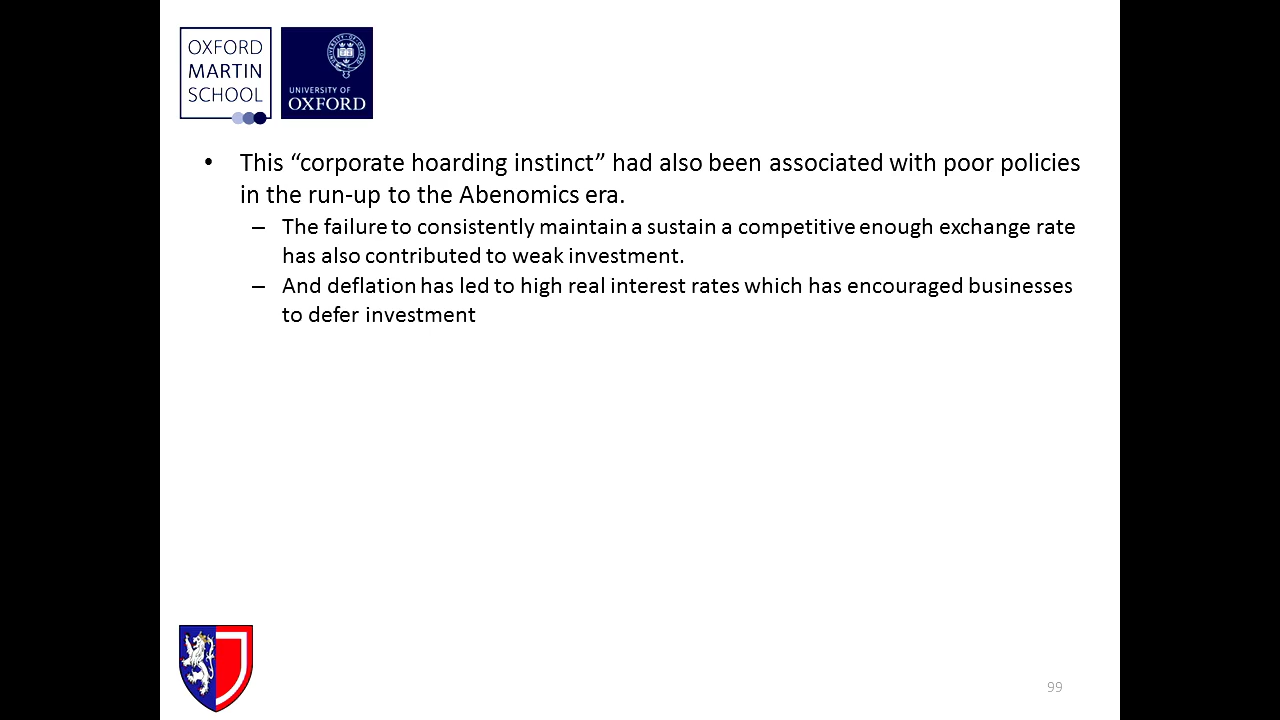 OXFORD
MARTIN
SCHOOL
UNIVERSITY OF
OXFORD
• This “corporate hoarding instinct” had also been associated with poor policies
in the run-up to the Abenomics era.
– The failure to consistently maintain a sustain a competitive enough exchange rate
has also contributed to weak investment.
– And deflation has led to high real interest rates which has encouraged businesses
to defer investment
99